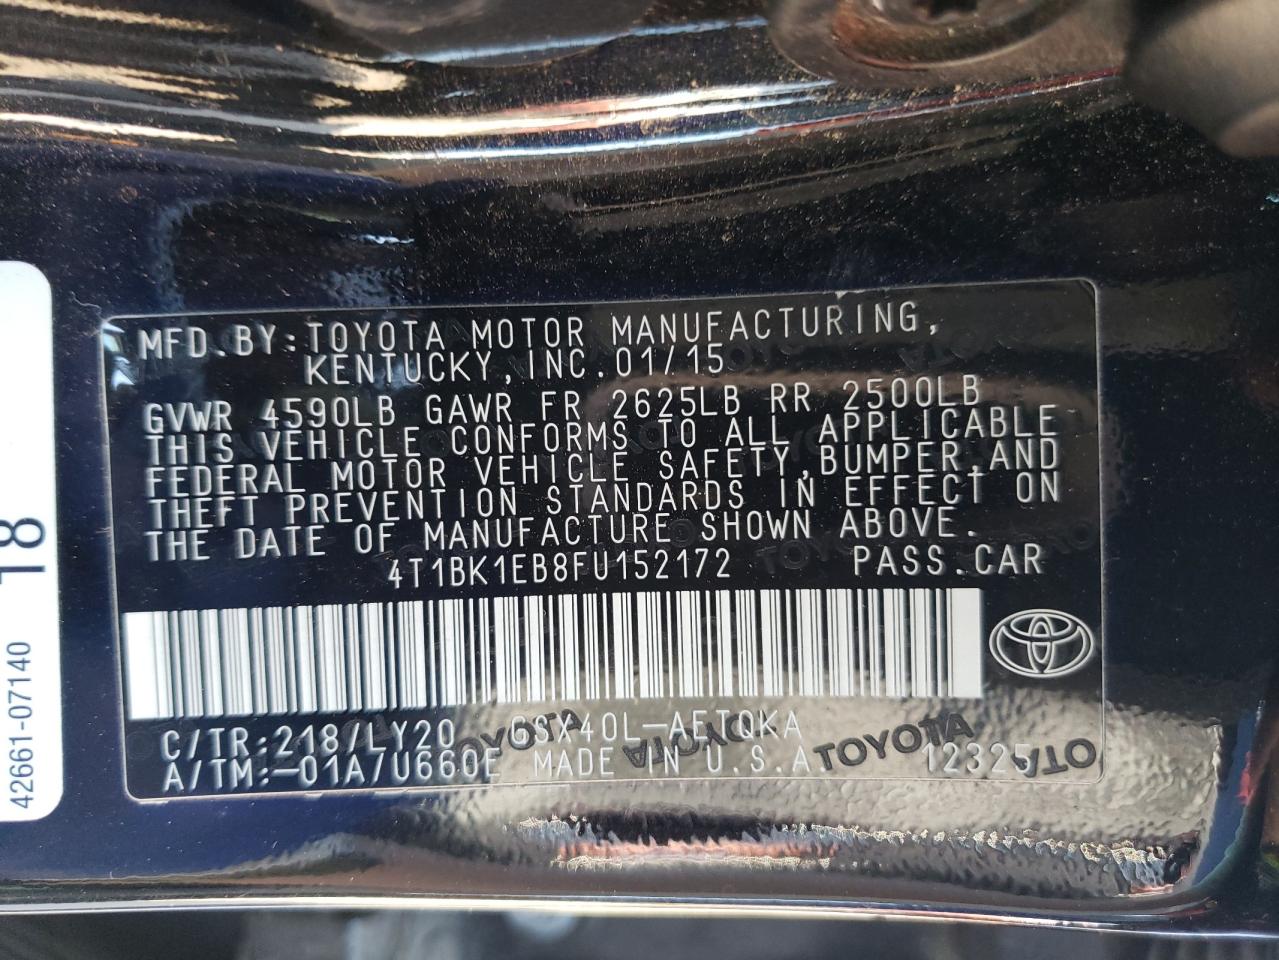 MFD.BY:TOYOTA MOTOR MANUFACTURING,
KENTUCKY,INC.01/15
GVWR 4590LB GAWR FR 2625LB RR 2500LB
THIS VEHICLE CONFORMS TO ALL APPLICABLE
FEDERAL MOTOR VEHICLE SAFETY,BUMPER,AND
THEFT PREVENTION STANDARDS IN EFFECT ON
THE DATE OF MANUFACTURE SHOWN ABOVE.
4T1BK1EB8FU152172 PASS.CAR
C/TR:218/LY20 GSX40L-AETQKA
A/TM:-01A/U660E MADE IN U.S.A. 12325
TOYOTA
18
42661-07140